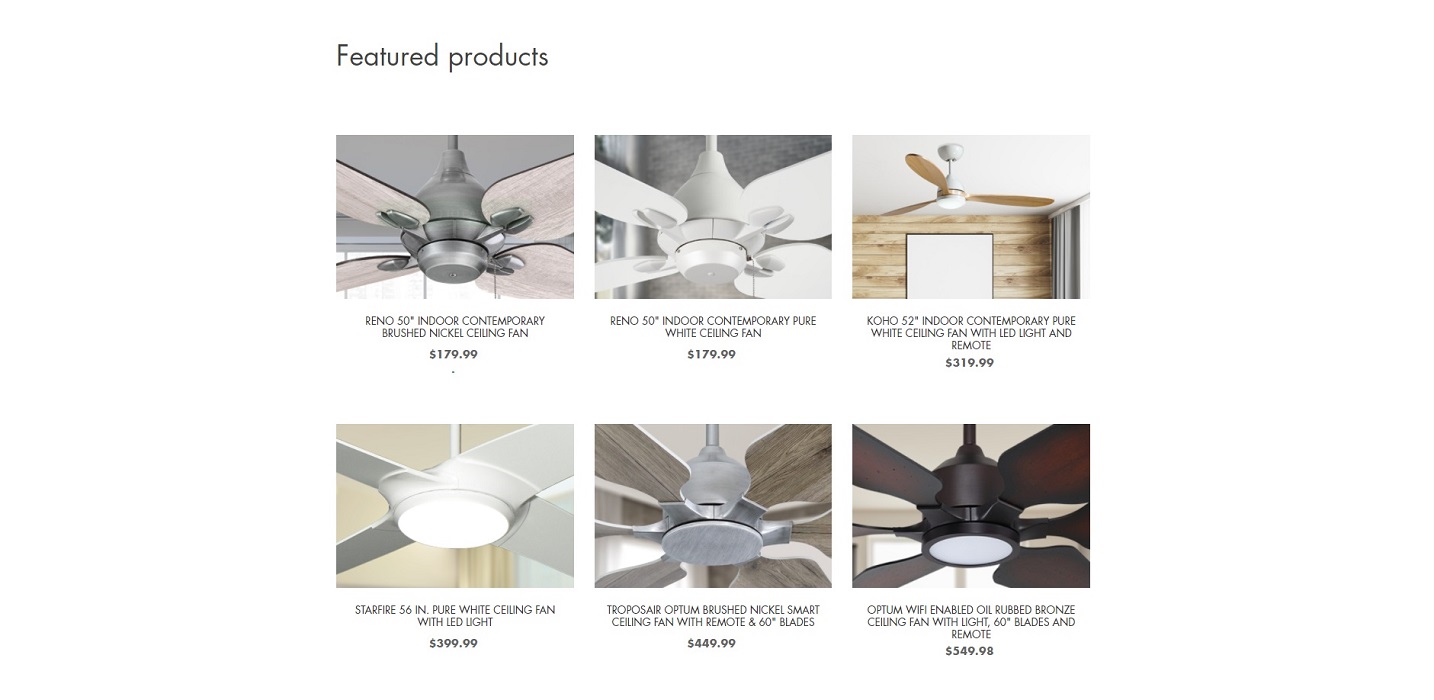 Featured products
RENO 50" INDOOR CONTEMPORARY
BRUSHED NICKEL CEILING FAN
$179.99
RENO 50" INDOOR CONTEMPORARY PURE
WHITE CEILING FAN
$179.99
KOHO 52" INDOOR CONTEMPORARY PURE
WHITE CEILING FAN WITH LED LIGHT AND
REMOTE
$319.99
STARFIRE 56 IN. PURE WHITE CEILING FAN
WITH LED LIGHT
$399.99
TROPOSAIR OPTUM BRUSHED NICKEL SMART
CEILING FAN WITH REMOTE & 60" BLADES
$449.99
OPTUM WIFI ENABLED OIL RUBBED BRONZE
CEILING FAN WITH LIGHT, 60" BLADES AND
REMOTE
$549.98